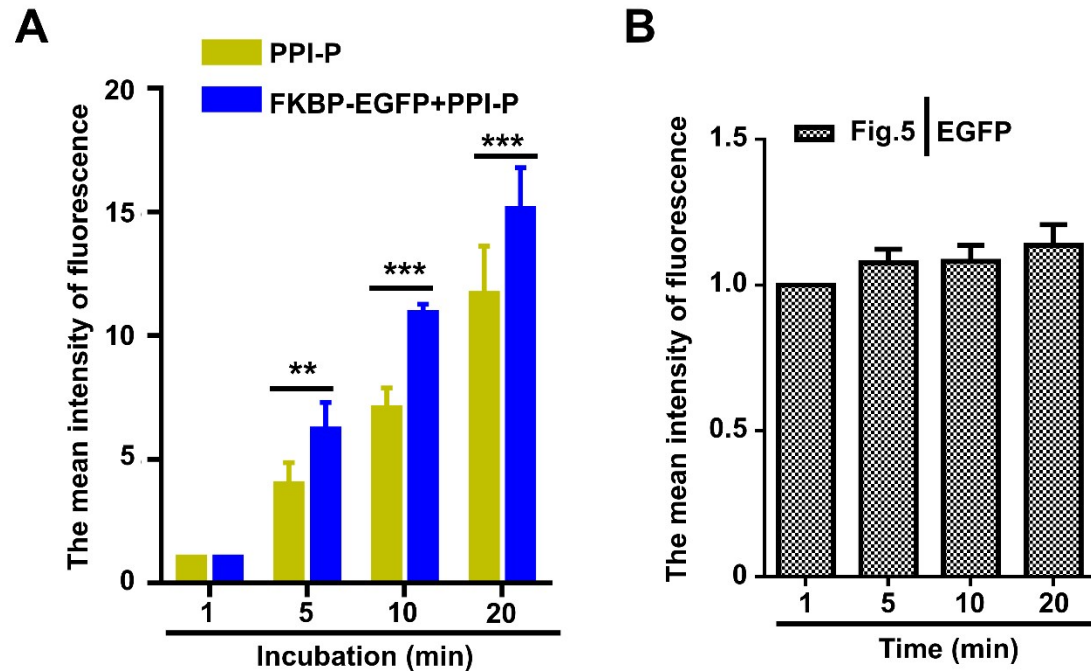 A
PPI-P
FKBP-EGFP+PPI-P
The mean intensity of fluorescence
20
15
10
5
0
**
***
***
1 5 10 20
Incubation (min)
B
Fig.5 EGFP
The mean intensity of fluorescence
1.5
1.0
0.5
0
1 5 10 20
Time (min)